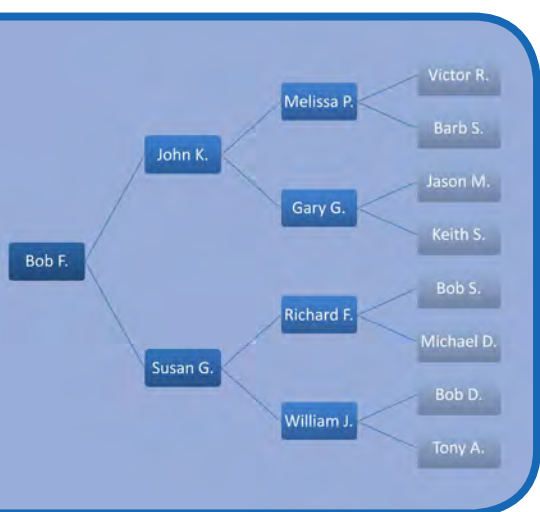 Bob F.
John K.
Susan G.
Melissa P.
Gary G.
Richard F.
William J.
Victor R.
Barb S.
Jason M.
Keith S.
Bob S.
Michael D.
Bob D.
Tony A.